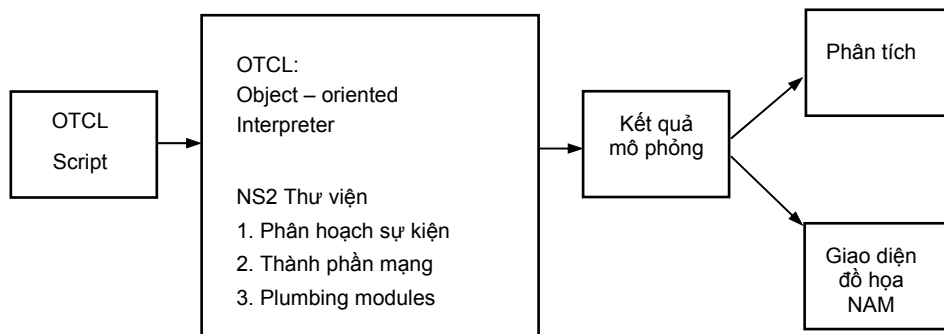 OTCL
Script
OTCL:
Object – oriented
Interpreter
NS2 Thư viện
1. Phân hoạch sự kiện
2. Thành phần mạng
3. Plumbing modules
Kết quả
mô phỏng
Phân tích
Giao diện
đồ họa
NAM